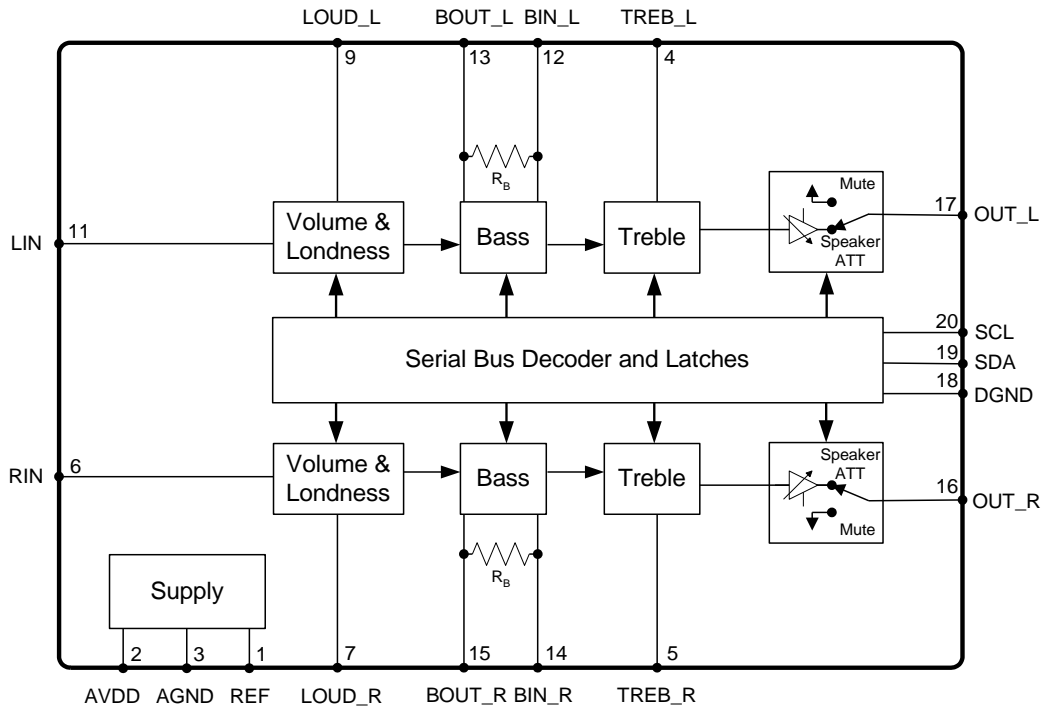 LOUD_L BOUT_L BIN_L TREB_L
9 13 12 4
R_B
Mute
17 OUT_L
11
LIN
Volume &
Londness
Bass
Treble
Speaker
ATT
20 SCL
Serial Bus Decoder and Latches
19 SDA
18 DGND
6
RIN
Volume &
Londness
Bass
Treble
Speaker
ATT
16 OUT_R
Mute
R_B
Supply
2 3 1 7 15 14 5
AVDD AGND REF LOUD_R BOUT_R BIN_R TREB_R